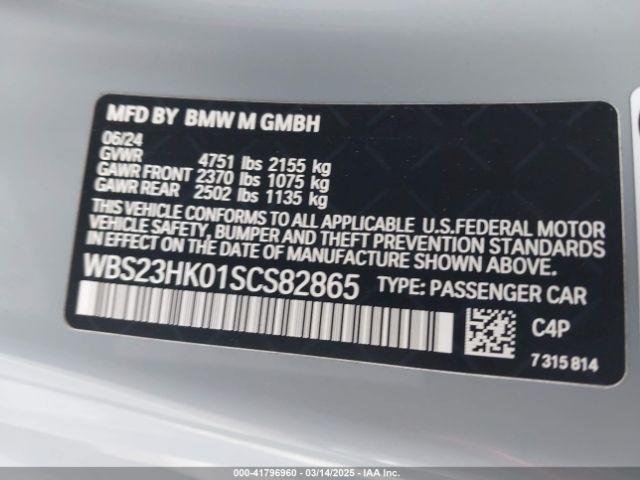 MFD BY BMW M GMBH
06/24
GVWR 4751 lbs 2155 kg
GAWR FRONT 2370 lbs 1075 kg
GAWR REAR 2502 lbs 1135 kg
THIS VEHICLE CONFORMS TO ALL APPLICABLE U.S.FEDERAL MOTOR
VEHICLE SAFETY, BUMPER AND THEFT PREVENTION STANDARDS
IN EFFECT ON THE DATE OF MANUFACTURE SHOWN ABOVE.
WBS23HK01SCS82865 TYPE: PASSENGER CAR
C4P
7 315 814
000-41796960 - 03/14/2025 - IAA Inc.